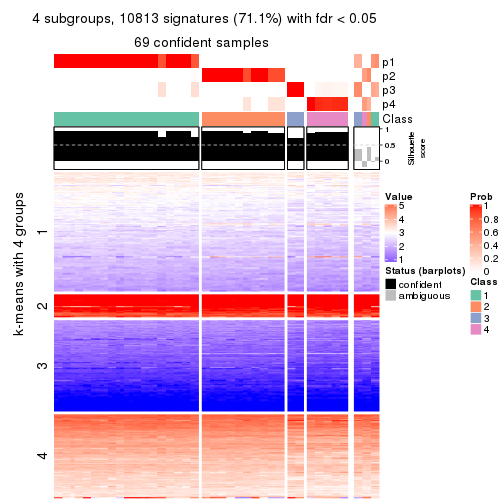 4 subgroups, 10813 signatures (71.1%) with fdr < 0.05
69 confident samples
p1
p2
p3
p4
Class
1
0.5
0
Silhouette
score
k-means with 4 groups
1
2
3
4
Value
5
4
3
2
1
Status (barplots)
confident
ambiguous
Prob
1
0.8
0.6
0.4
0.2
0
Class
1
2
3
4